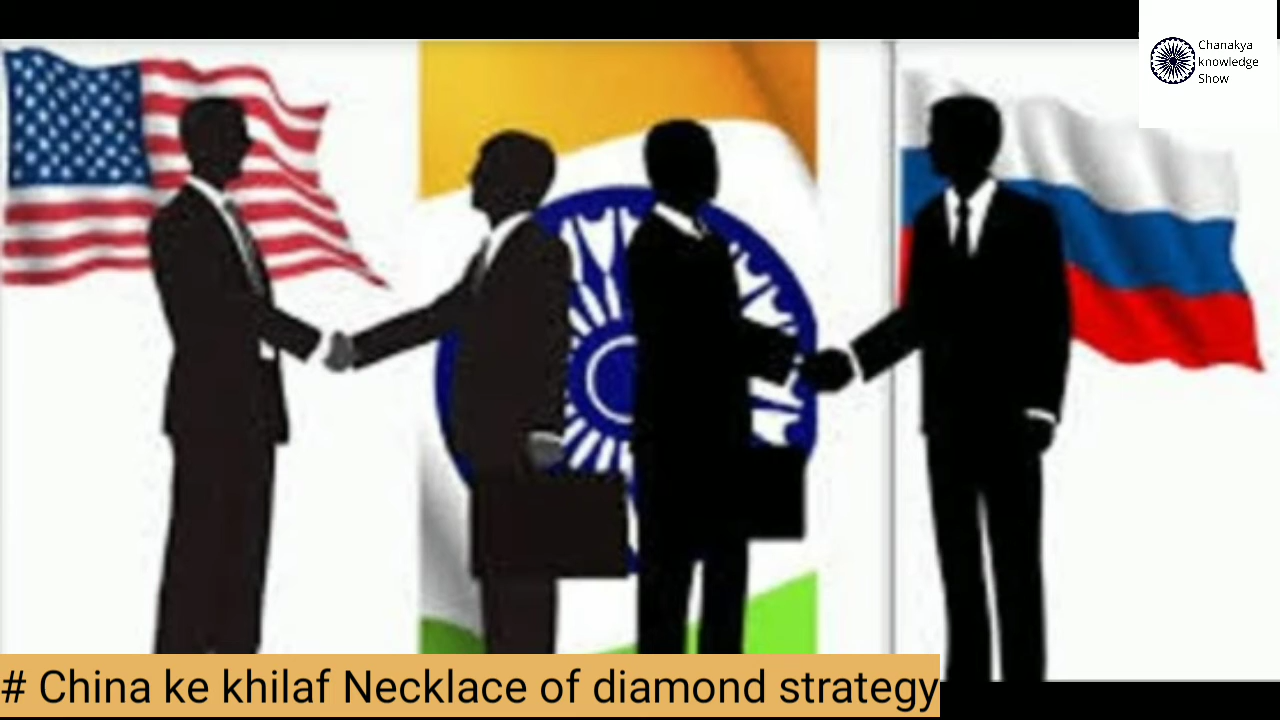 Chanakya
knowledge
Show
# China ke khilaf Necklace of diamond strategy